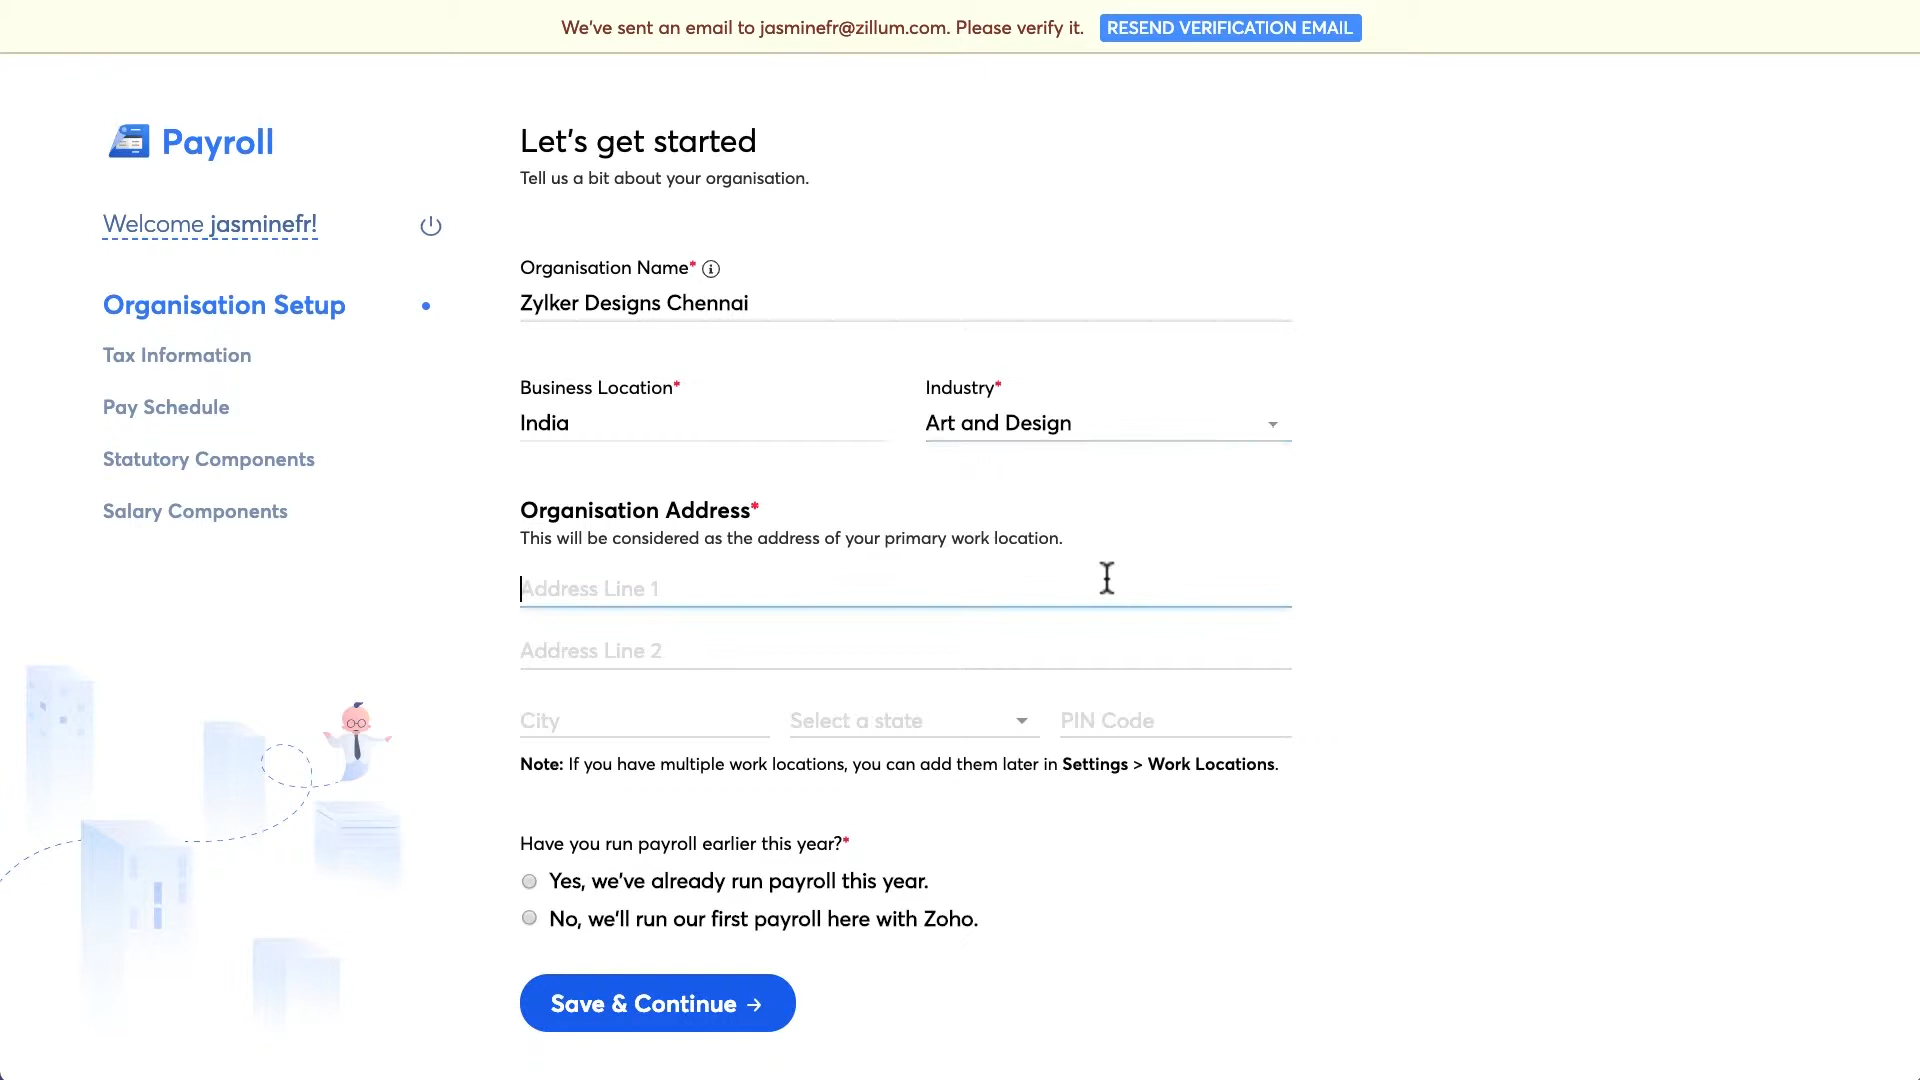 We've sent an email to jasminefr@zillum.com. Please verify it. RESEND VERIFICATION EMAIL
Payroll
Welcome jasminefr!
Organisation Setup
Tax Information
Pay Schedule
Statutory Components
Salary Components
Let's get started
Tell us a bit about your organisation.
Organisation Name*
Zylker Designs Chennai
Business Location* Industry*
India Art and Design
Organisation Address*
This will be considered as the address of your primary work location.
Address Line 1
Address Line 2
City Select a state PIN Code
Note: If you have multiple work locations, you can add them later in Settings > Work Locations.
Have you run payroll earlier this year?*
Yes, we've already run payroll this year.
No, we'll run our first payroll here with Zoho.
Save & Continue →